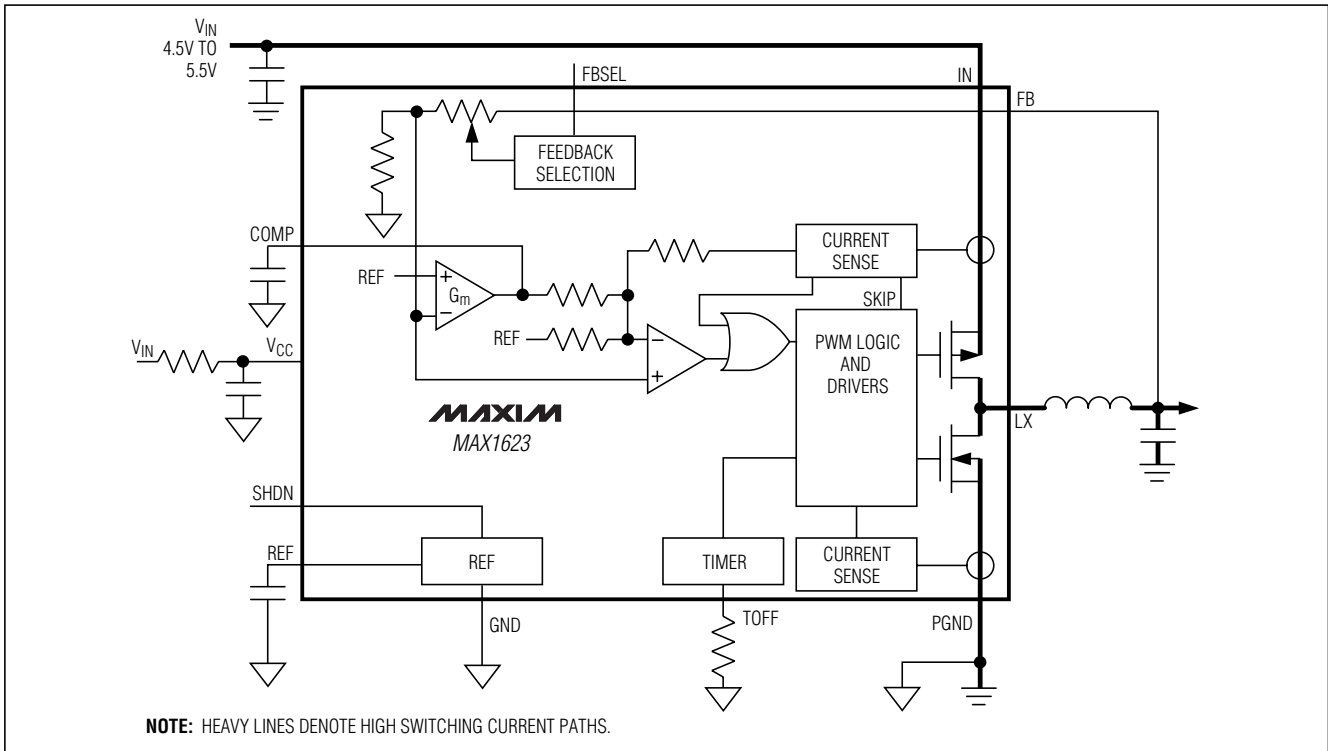 VIN
4.5V TO
5.5V
FBSEL
IN
FB
FEEDBACK
SELECTION
COMP
CURRENT
SENSE
REF
+
Gm
−
SKIP
REF
−
+
PWM LOGIC
AND
DRIVERS
VIN
VCC
MAXIM
MAX1623
LX
SHDN
REF
REF
TIMER
CURRENT
SENSE
GND
TOFF
PGND
NOTE: HEAVY LINES DENOTE HIGH SWITCHING CURRENT PATHS.